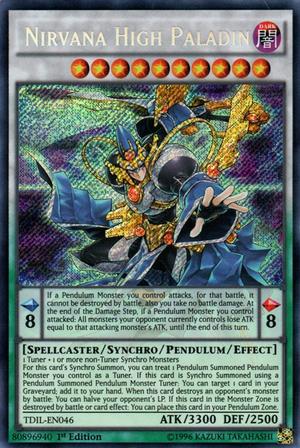 NIRVANA HIGH PALADIN
DARK
闇
If a Pendulum Monster you control attacks, for that battle, it
cannot be destroyed by battle, also you take no battle damage. At
the end of the Damage Step, if a Pendulum Monster you control
attacked: All monsters your opponent currently controls lose ATK
equal to that attacking monster's ATK, until the end of this turn.
8
8
[SPELLCASTER/SYNCHRO/PENDULUM/EFFECT]
1 Tuner + 1 or more non-Tuner Synchro Monsters
For this card's Synchro Summon, you can treat 1 Pendulum Summoned Pendulum
Monster you control as a Tuner. If this card is Synchro Summoned using a
Pendulum Summoned Pendulum Monster Tuner: You can target 1 card in your
Graveyard; add it to your hand. When this card destroys an opponent's monster
by battle: You can halve your opponent's LP. If this card in the Monster Zone is
destroyed by battle or card effect: You can place this card in your Pendulum Zone.
TDIL-EN046
ATK/3300 DEF/2500
80896940
1st Edition
©1996 KAZUKI TAKAHASHI